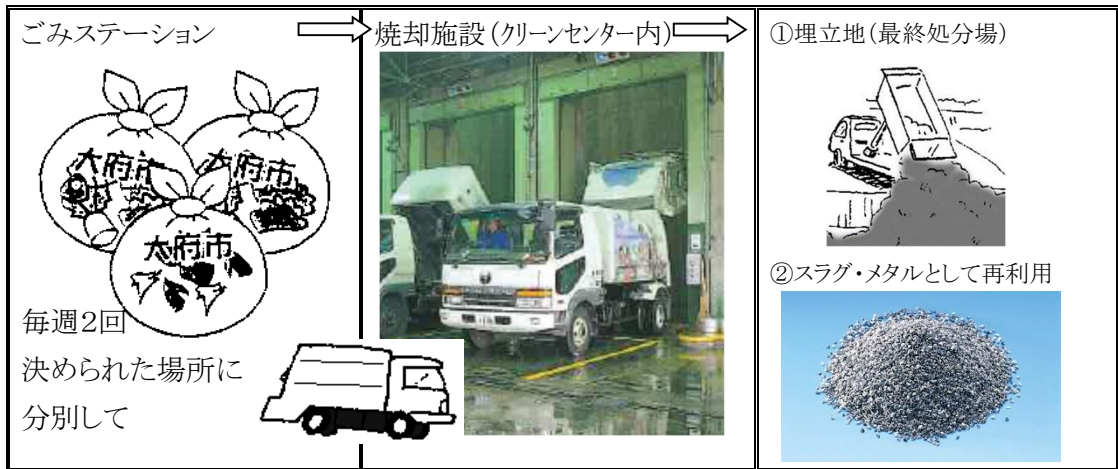 ごみステーション
大府市
大府市
大府市
毎週2回
決められた場所に
分別して
焼却施設(クリーンセンター内)
①埋立地(最終処分場)
②スラグ・メタルとして再利用